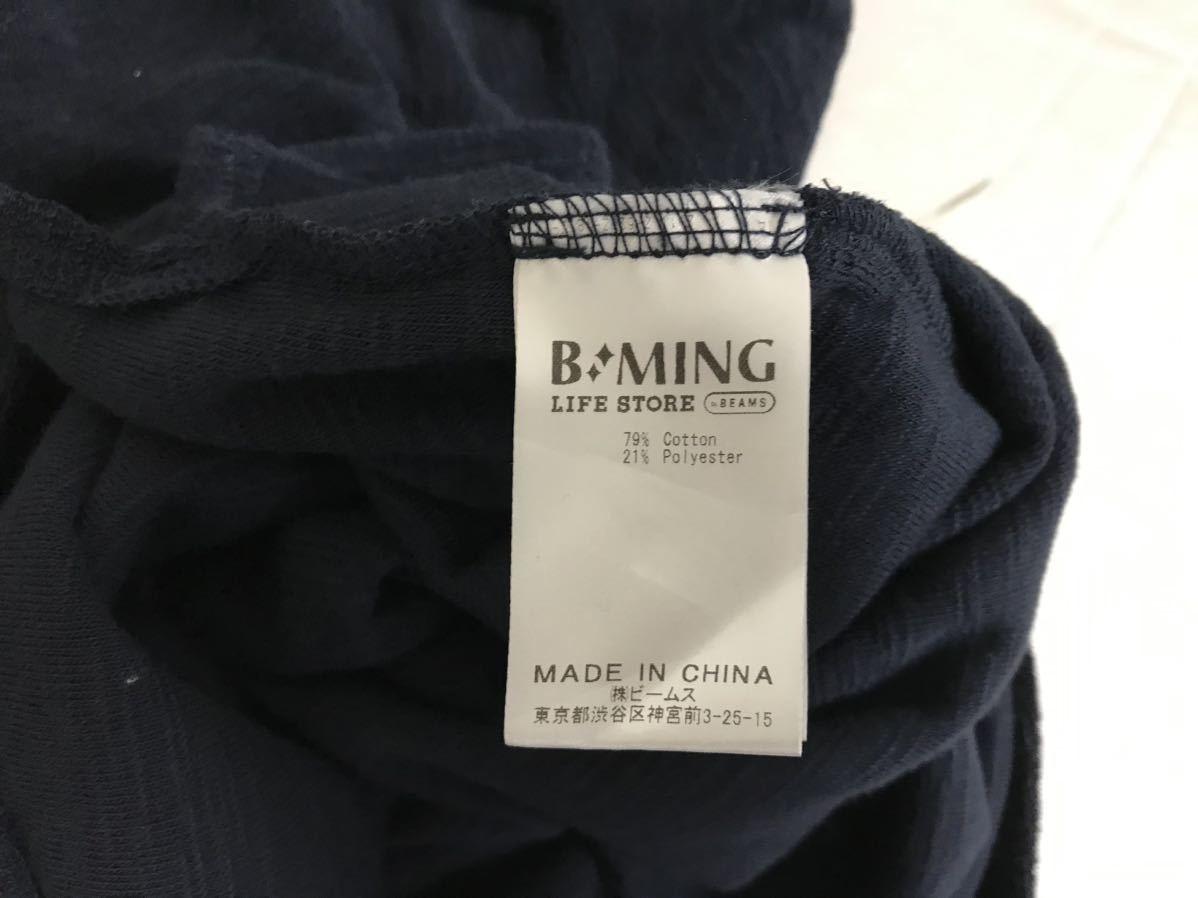 B:MING
LIFE STORE by BEAMS
79% Cotton
21% Polyester
MADE IN CHINA
㈱ビームス
東京都渋谷区神宮前3-25-15